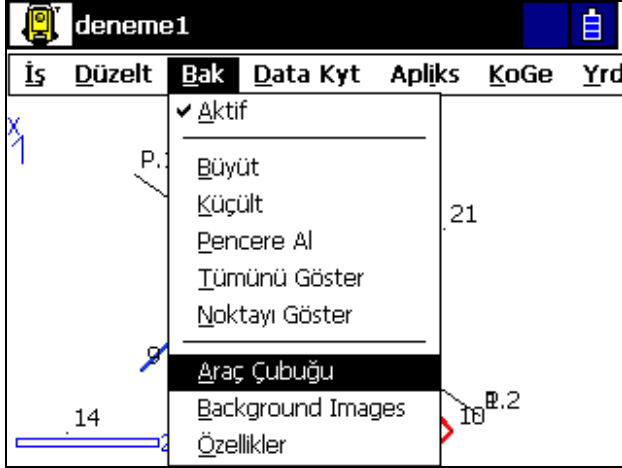 deneme1
İş Düzelt Bak Data Kyt Apliks KoGe Yrd
✔ Aktif
X
P.
Büyüt
Küçült
21
Pencere Al
Tümünü Göster
Noktayı Göster
9
Araç Çubuğu
Background Images
.2
10
14
Özellikler